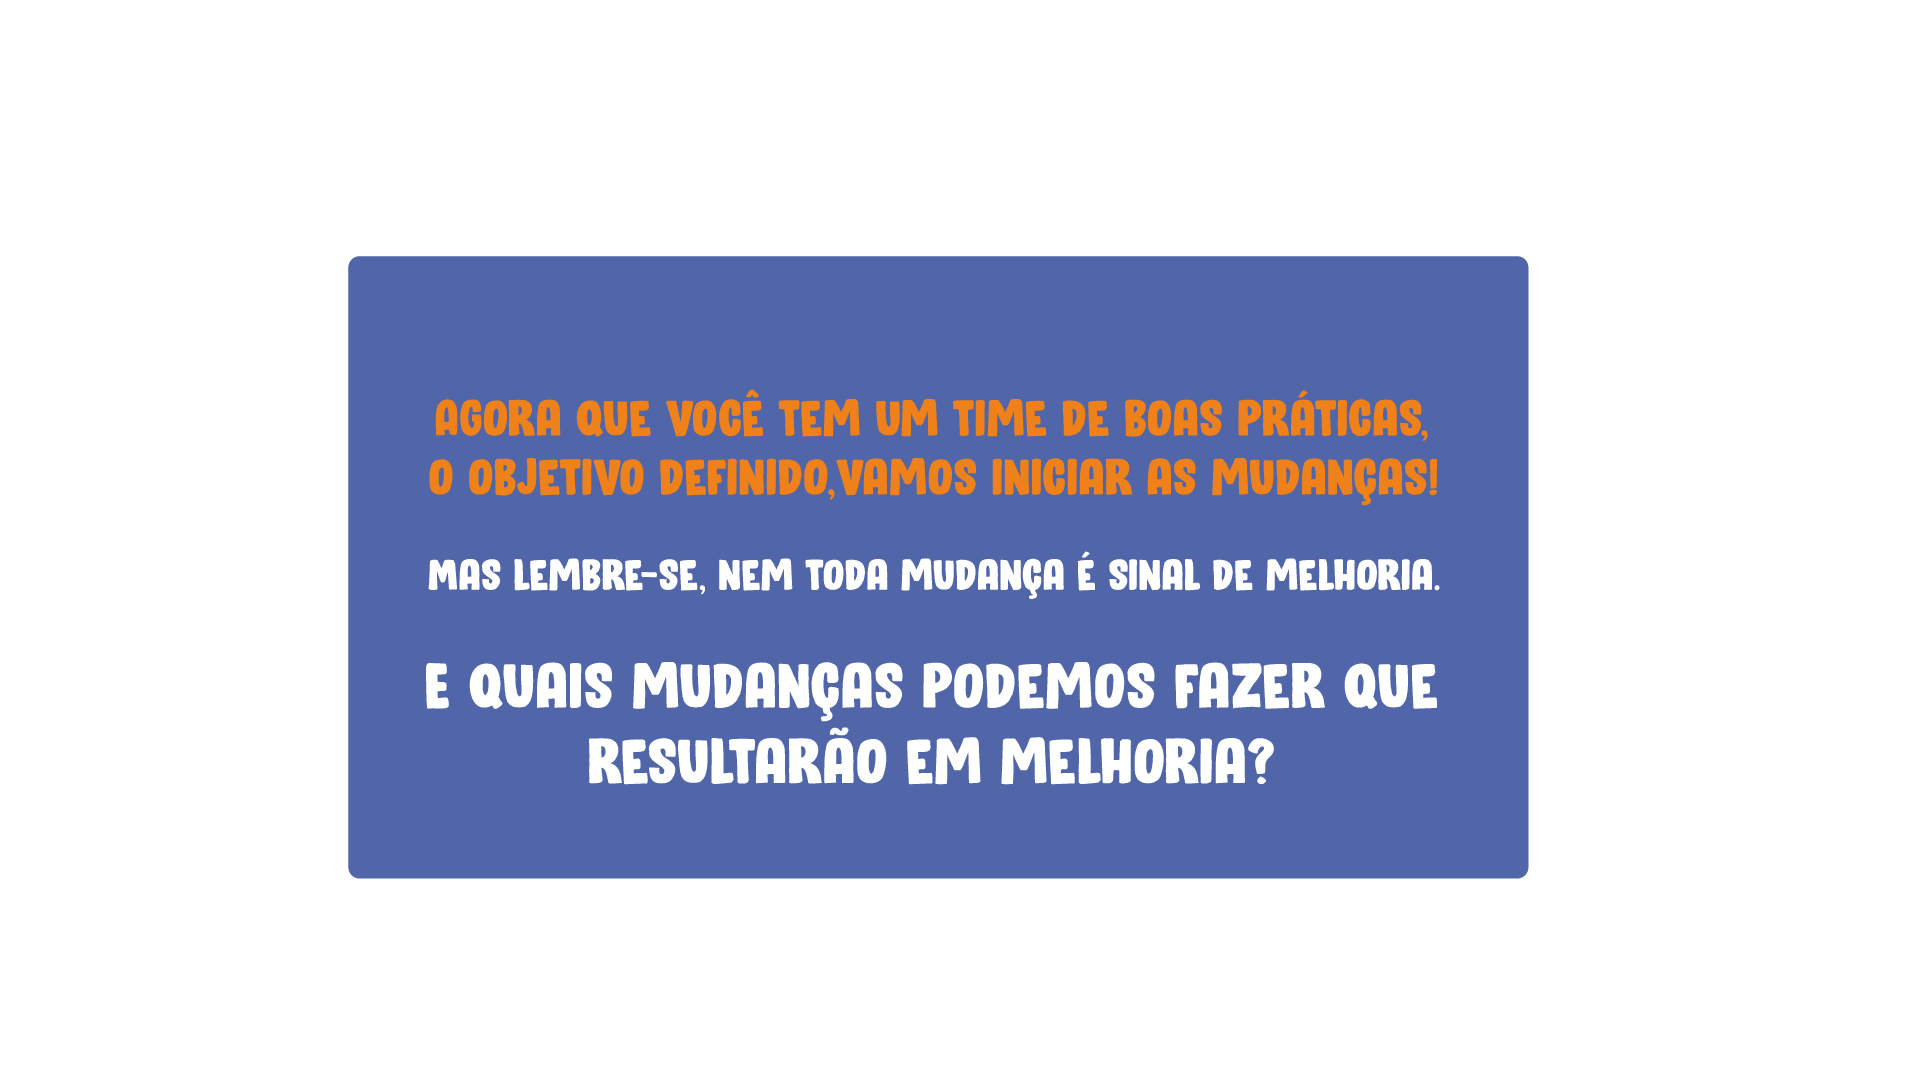 AGORA QUE VOCÊ TEM UM TIME DE BOAS PRÁTICAS,
O OBJETIVO DEFINIDO,VAMOS INICIAR AS MUDANÇAS!
MAS LEMBRE-SE, NEM TODA MUDANÇA É SINAL DE MELHORIA.
E QUAIS MUDANÇAS PODEMOS FAZER QUE
RESULTARÃO EM MELHORIA?